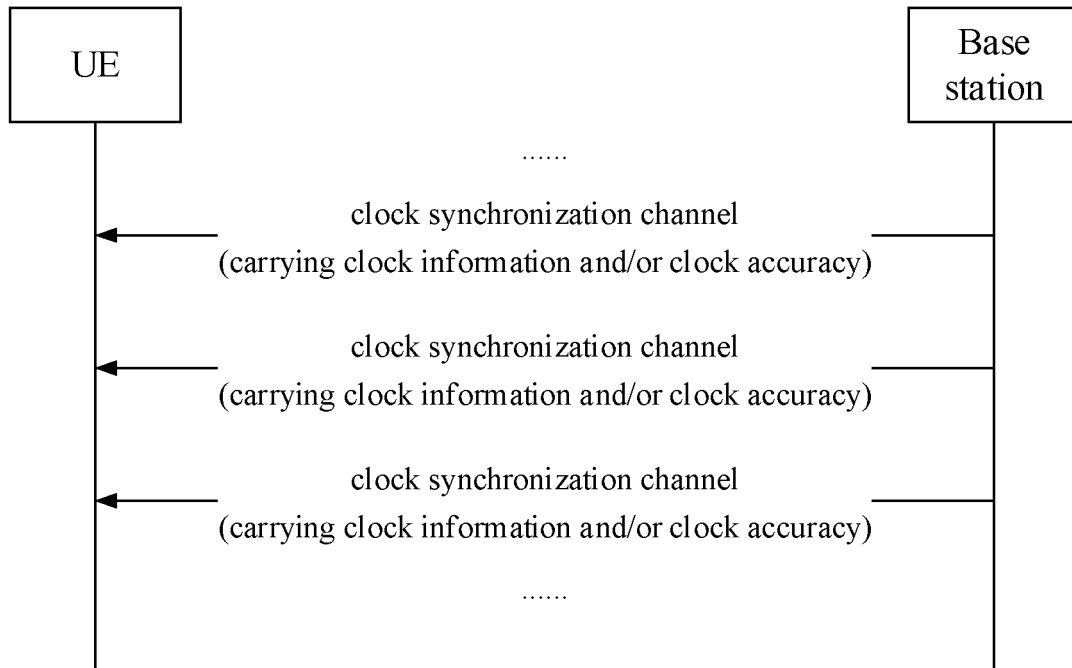 UE
Base
station
......
clock synchronization channel
(carrying clock information and/or clock accuracy)
clock synchronization channel
(carrying clock information and/or clock accuracy)
clock synchronization channel
(carrying clock information and/or clock accuracy)
......